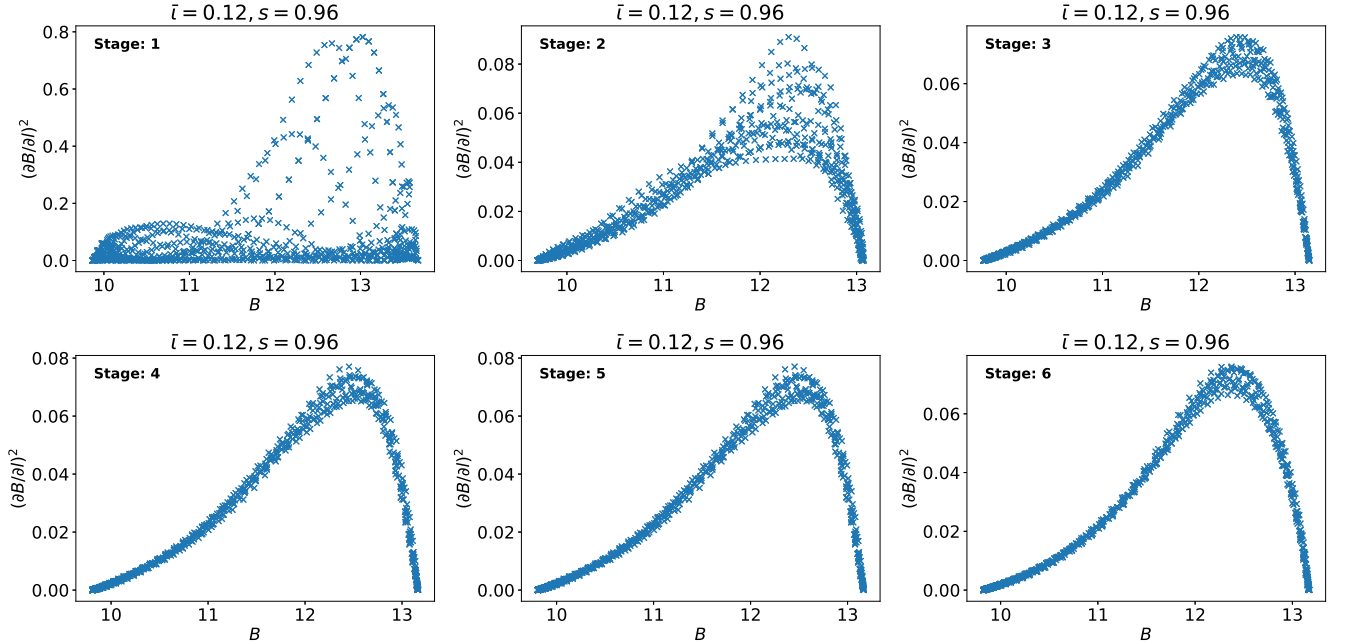 ῑ = 0.12, s = 0.96
Stage: 1
(∂B/∂l)²
0.8
0.6
0.4
0.2
0.0
10 11 12 13
B
ῑ = 0.12, s = 0.96
Stage: 2
(∂B/∂l)²
0.08
0.06
0.04
0.02
0.00
10 11 12 13
B
ῑ = 0.12, s = 0.96
Stage: 3
(∂B/∂l)²
0.06
0.04
0.02
0.00
10 11 12 13
B
ῑ = 0.12, s = 0.96
Stage: 4
(∂B/∂l)²
0.08
0.06
0.04
0.02
0.00
10 11 12 13
B
ῑ = 0.12, s = 0.96
Stage: 5
(∂B/∂l)²
0.08
0.06
0.04
0.02
0.00
10 11 12 13
B
ῑ = 0.12, s = 0.96
Stage: 6
(∂B/∂l)²
0.06
0.04
0.02
0.00
10 11 12 13
B